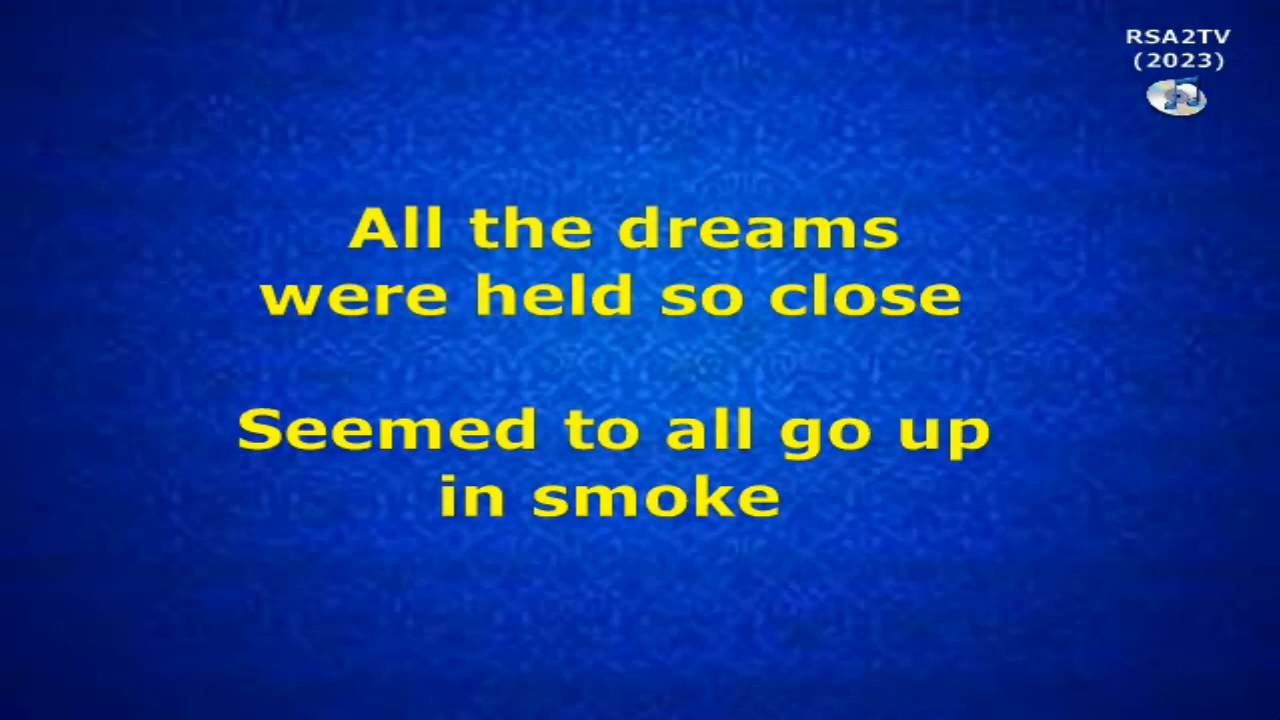 RSA2TV
(2023)
All the dreams
were held so close
Seemed to all go up
in smoke